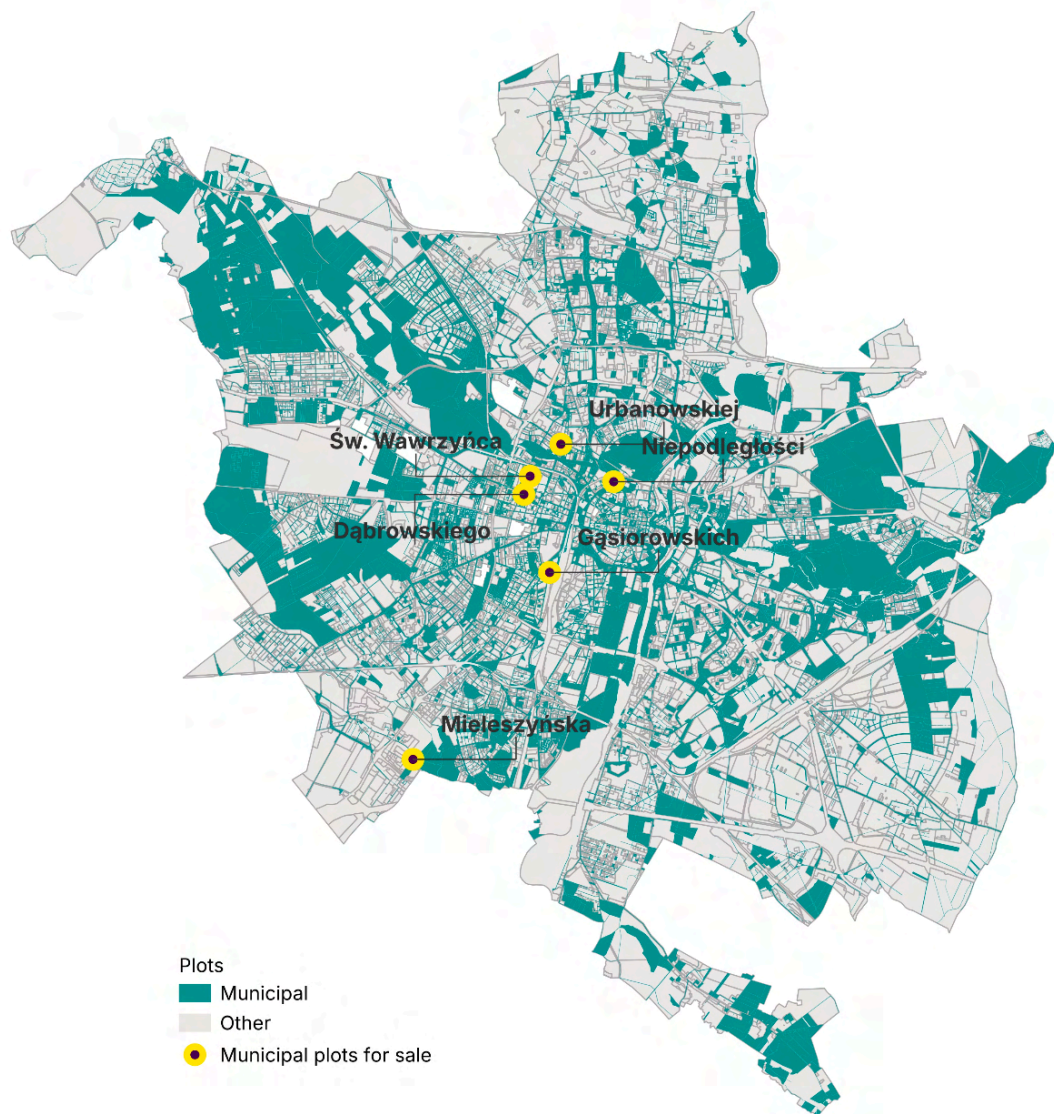 Urbanowskiej
Św. Wawrzyńca
Niepodległości
Dąbrowskiego
Gąsiorowskich
Mieleszyńska
Plots
Municipal
Other
Municipal plots for sale